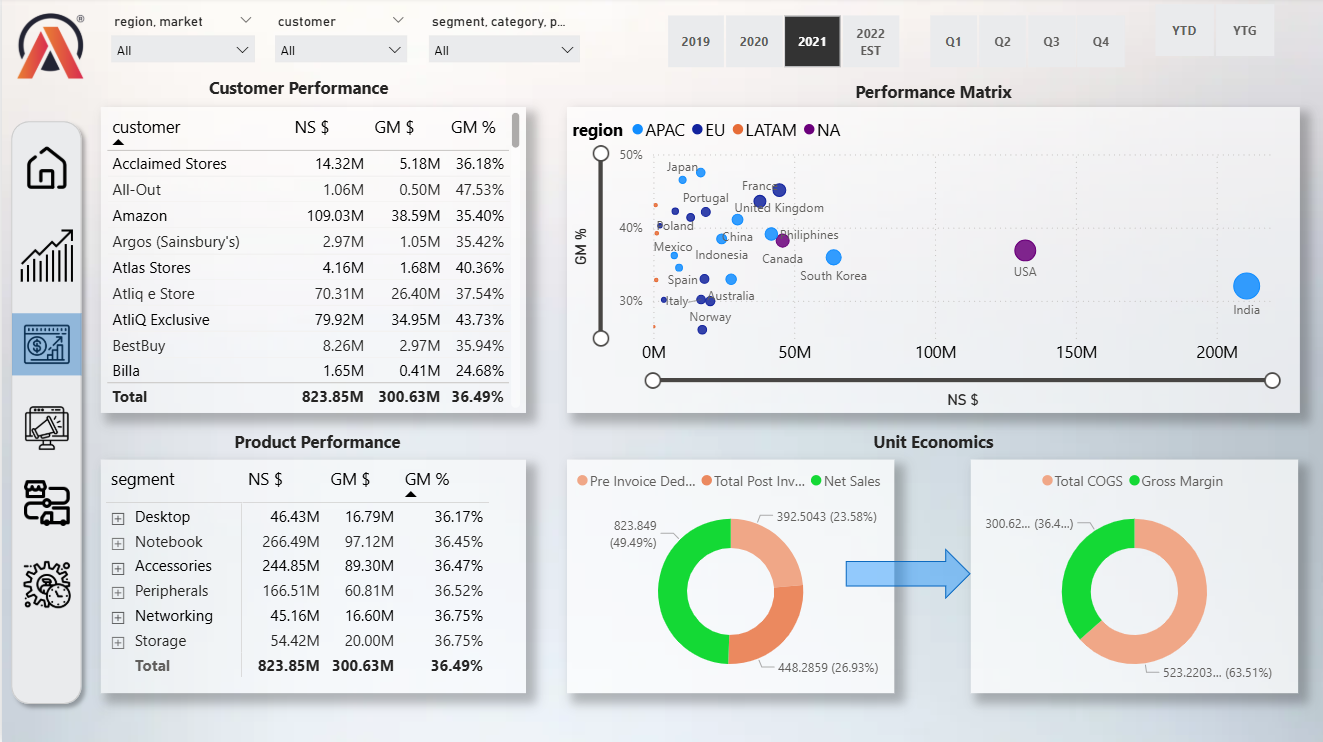 region, market
customer
segment, category, p...
All
All
All
2019
2020
2021
2022
EST
Q1
Q2
Q3
Q4
YTD
YTG
Customer Performance
customer NS $ GM $ GM %
Acclaimed Stores 14.32M 5.18M 36.18%
All-Out 1.06M 0.50M 47.53%
Amazon 109.03M 38.59M 35.40%
Argos (Sainsbury's) 2.97M 1.05M 35.42%
Atlas Stores 4.16M 1.68M 40.36%
Atliq e Store 70.31M 26.40M 37.54%
AtliQ Exclusive 79.92M 34.95M 43.73%
BestBuy 8.26M 2.97M 35.94%
Billa 1.65M 0.41M 24.68%
Total 823.85M 300.63M 36.49%
Performance Matrix
region APAC EU LATAM NA
GM %
50%
40%
30%
Japan
France
Portugal
United Kingdom
Poland
China
Philipines
Mexico
Indonesia
Canada
USA
South Korea
Spain
Australia
Italy
India
Norway
0M 50M 100M 150M 200M
NS $
Product Performance
segment NS $ GM $ GM %
Desktop 46.43M 16.79M 36.17%
Notebook 266.49M 97.12M 36.45%
Accessories 244.85M 89.30M 36.47%
Peripherals 166.51M 60.81M 36.52%
Networking 45.16M 16.60M 36.75%
Storage 54.42M 20.00M 36.75%
Total 823.85M 300.63M 36.49%
Unit Economics
Pre Invoice Ded... Total Post Inv... Net Sales
392.5043 (23.58%)
823.849
(49.49%)
448.2859 (26.93%)
Total COGS Gross Margin
300.62... (36.4...)
523.2203... (63.51%)